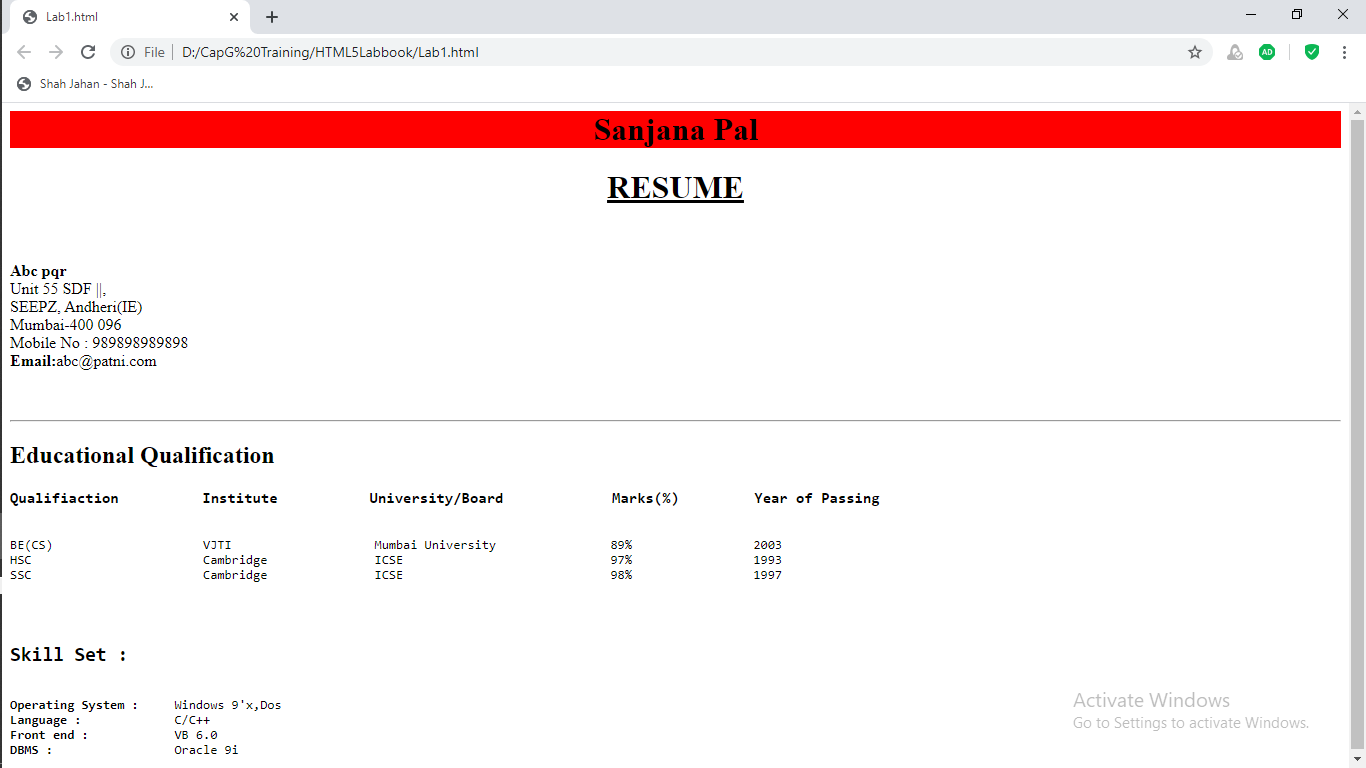 Lab1.html
File D:/CapG%20Training/HTML5Labbook/Lab1.html
AD
Shah Jahan - Shah J...
Sanjana Pal
RESUME
Abc pqr
Unit 55 SDF ||,
SEEPZ, Andheri(IE)
Mumbai-400 096
Mobile No : 989898989898
Email:abc@patni.com
Educational Qualification
Qualifiaction Institute University/Board Marks(%) Year of Passing
BE(CS) VJTI Mumbai University 89% 2003
HSC Cambridge ICSE 97% 1993
SSC Cambridge ICSE 98% 1997
Skill Set :
Operating System : Windows 9'x,Dos
Language : C/C++
Front end : VB 6.0
DBMS : Oracle 9i
Activate Windows
Go to Settings to activate Windows.